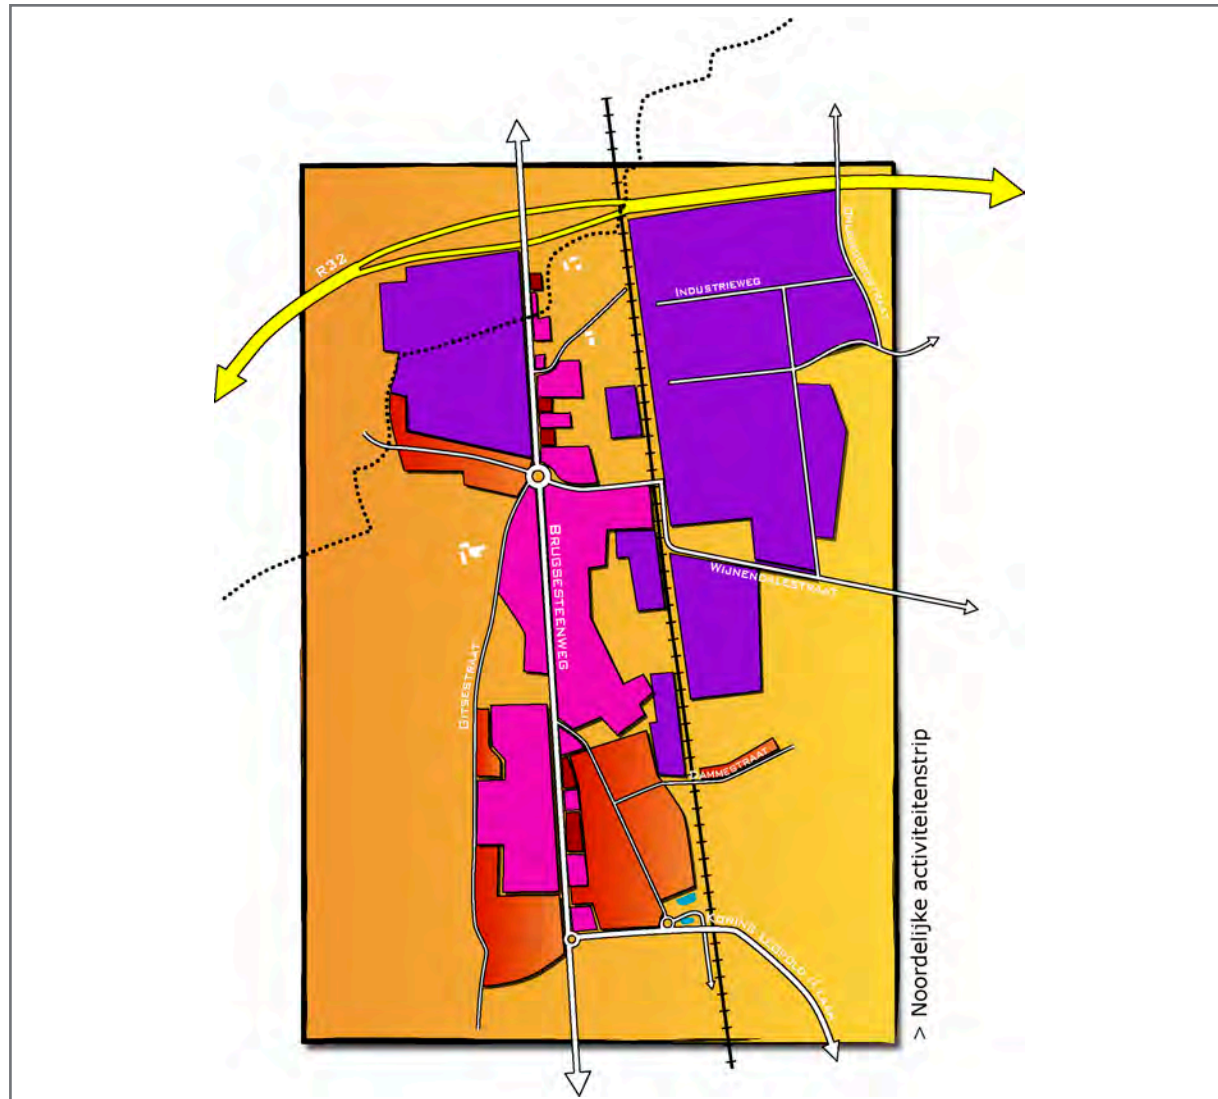 R32
INDUSTRIEWEG
BRUGSESTEENWEG
WIJNENDALESTRAAT
GITSESTRAAT
DAMMESTRAAT
KONING LEOPOLD III LAAN
> Noordelijke activiteitenstrip